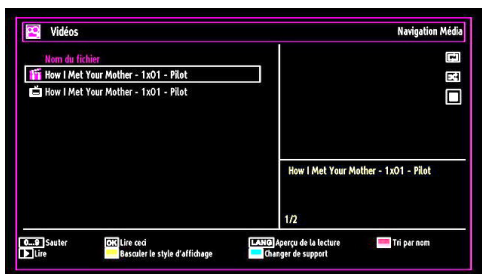 Vidéos
Navigation Média
Nom du fichier
How I Met Your Mother - 1x01 - Pilot
How I Met Your Mother - 1x01 - Pilot
How I Met Your Mother - 1x01 - Pilot
1/2
0...9 Sauter
OK Lire ceci
LANG Aperçu de la lecture
Tri par nom
Lire
Basculer le style d'affichage
Changer de support